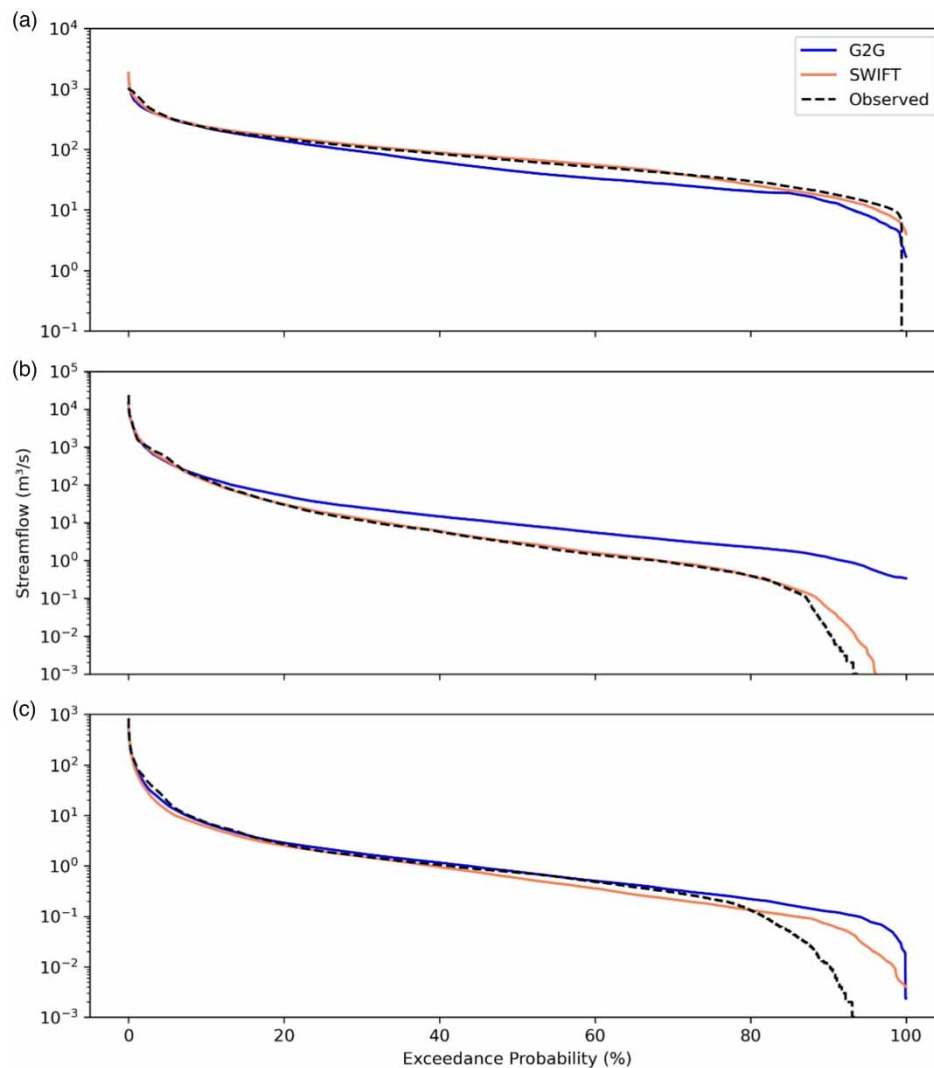 (a)
10⁴
10³
10²
10¹
10⁰
10⁻¹
G2G
SWIFT
Observed
(b)
10⁵
10⁴
10³
10²
10¹
10⁰
10⁻¹
10⁻²
10⁻³
Streamflow (m³/s)
(c)
10³
10²
10¹
10⁰
10⁻¹
10⁻²
10⁻³
0 20 40 60 80 100
Exceedance Probability (%)